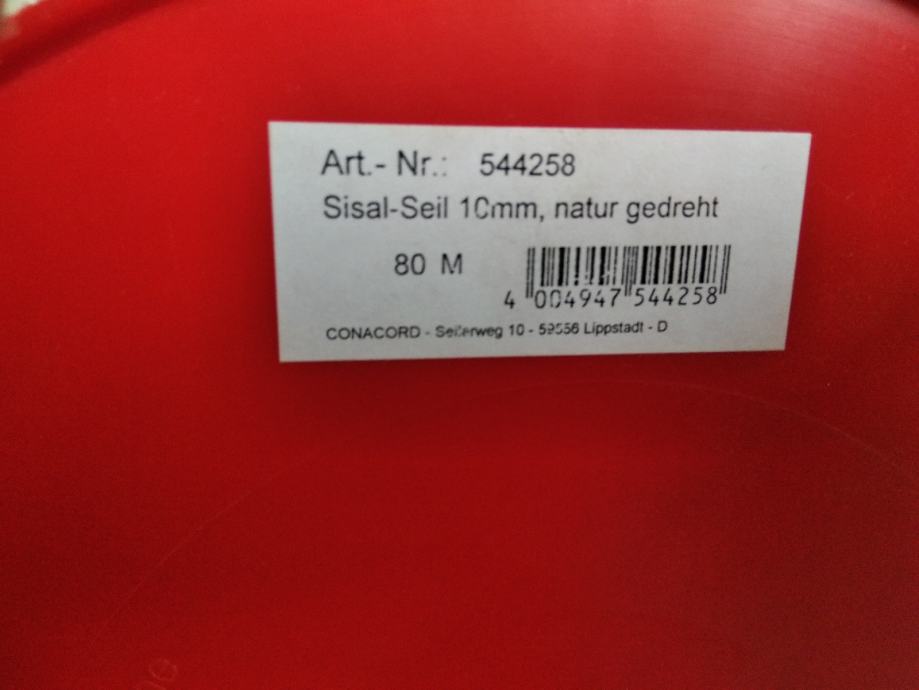 Art.- Nr.: 544258
Sisal-Seil 10mm, natur gedreht
80 M
4 004947 544258
CONACORD - Seilerweg 10 - 59556 Lippstadt - D